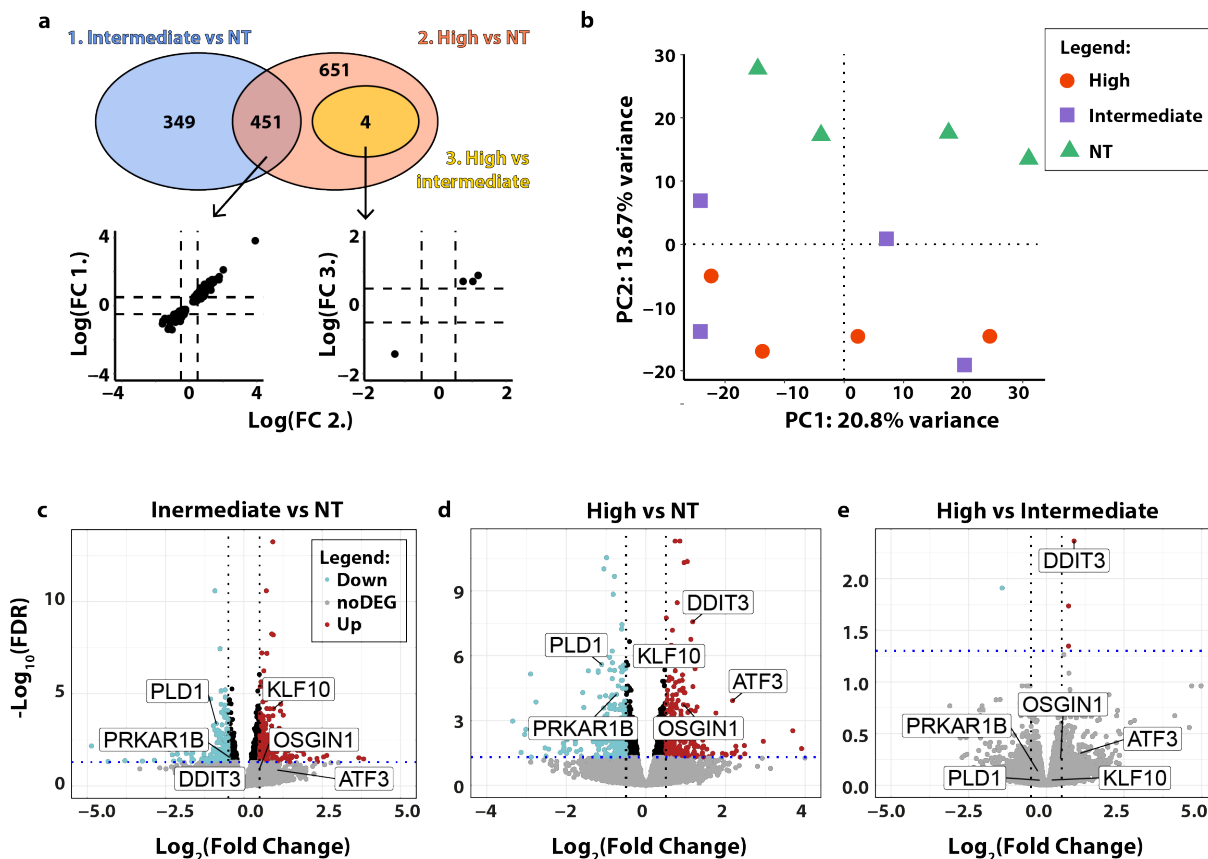 a
1. Intermediate vs NT
2. High vs NT
651
349
451
4
3. High vs
intermediate
4
0
−4
Log(FC 1.)
−4
0
4
2
0
−2
Log(FC 3.)
−2
0
2
Log(FC 2.)
b
30
20
10
0
−10
−20
PC2: 13.67% variance
−20
−10
0
10
20
30
PC1: 20.8% variance
Legend:
High
Intermediate
NT
c
Inermediate vs NT
Legend:
Down
noDEG
Up
10
5
0
-Log10(FDR)
PLD1
KLF10
PRKAR1B
OSGIN1
DDIT3
ATF3
−5.0
−2.5
0.0
2.5
5.0
Log2(Fold Change)
d
High vs NT
9
6
3
0
DDIT3
PLD1
KLF10
ATF3
PRKAR1B
OSGIN1
−4
−2
0
2
4
Log2(Fold Change)
e
High vs Intermediate
2.0
1.5
1.0
0.5
0.0
DDIT3
OSGIN1
PRKAR1B
ATF3
PLD1
KLF10
−5.0
−2.5
0.0
2.5
5.0
Log2(Fold Change)